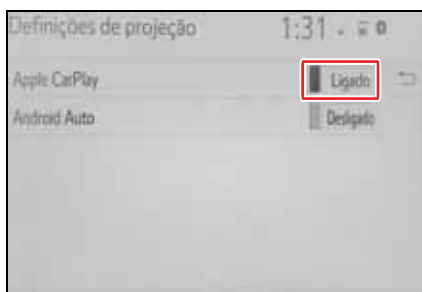 Definições de projeção 1:31
Apple CarPlay Ligado
Android Auto Desligado